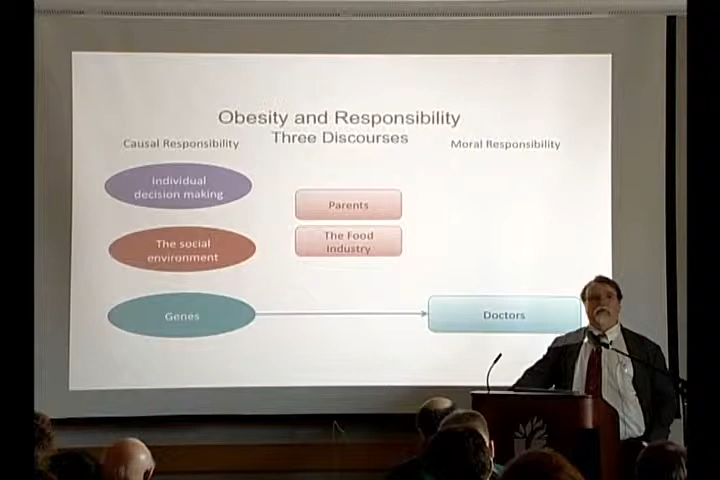 Obesity and Responsibility
Three Discourses
Causal Responsibility
Moral Responsibility
Individual
decision making
Parents
The social
environment
The Food
Industry
Genes
Doctors